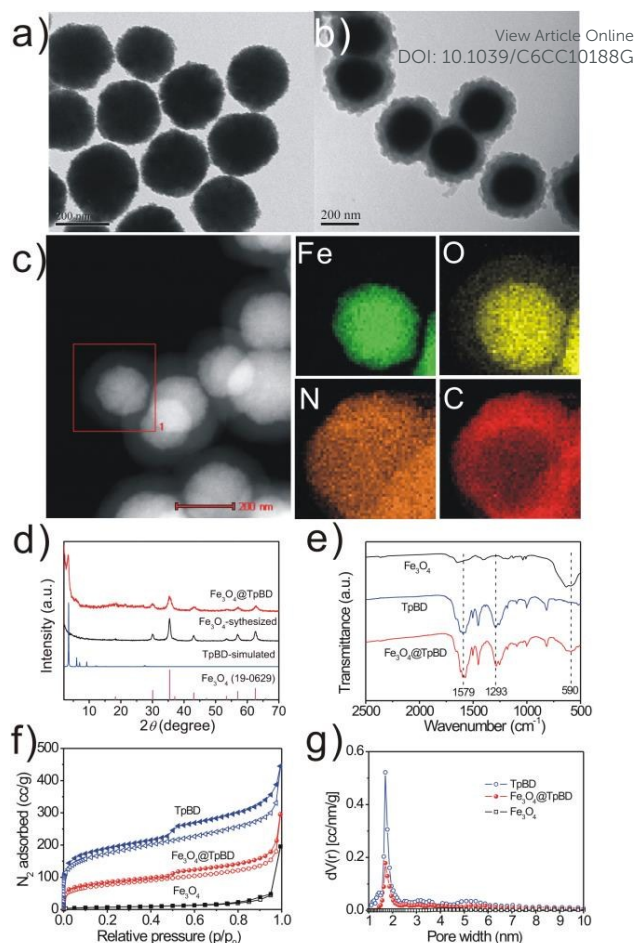 a)
b)
View Article Online
DOI: 10.1039/C6CC10188G
200 nm
200 nm
c)
1
200 nm
Fe
O
N
C
d)
Intensity (a.u.)
Fe₃O₄@TpBD
Fe₃O₄-sythesized
TpBD-simulated
Fe₃O₄ (19-0629)
10 20 30 40 50 60 70
2θ (degree)
e)
Transmittance (a.u.)
Fe₃O₄
TpBD
Fe₃O₄@TpBD
1579 1293 590
2500 2000 1500 1000 500
Wavenumber (cm⁻¹)
f)
N₂ adsorbed (cc/g)
500
400
300
200
100
0
TpBD
Fe₃O₄@TpBD
Fe₃O₄
0.0 0.2 0.4 0.6 0.8 1.0
Relative pressure (p/p₀)
g)
dV(r) [cc/nm/g]
0.6
0.4
0.2
0.0
TpBD
Fe₃O₄@TpBD
Fe₃O₄
1 2 3 4 5 6 7 8 9 10
Pore width (nm)